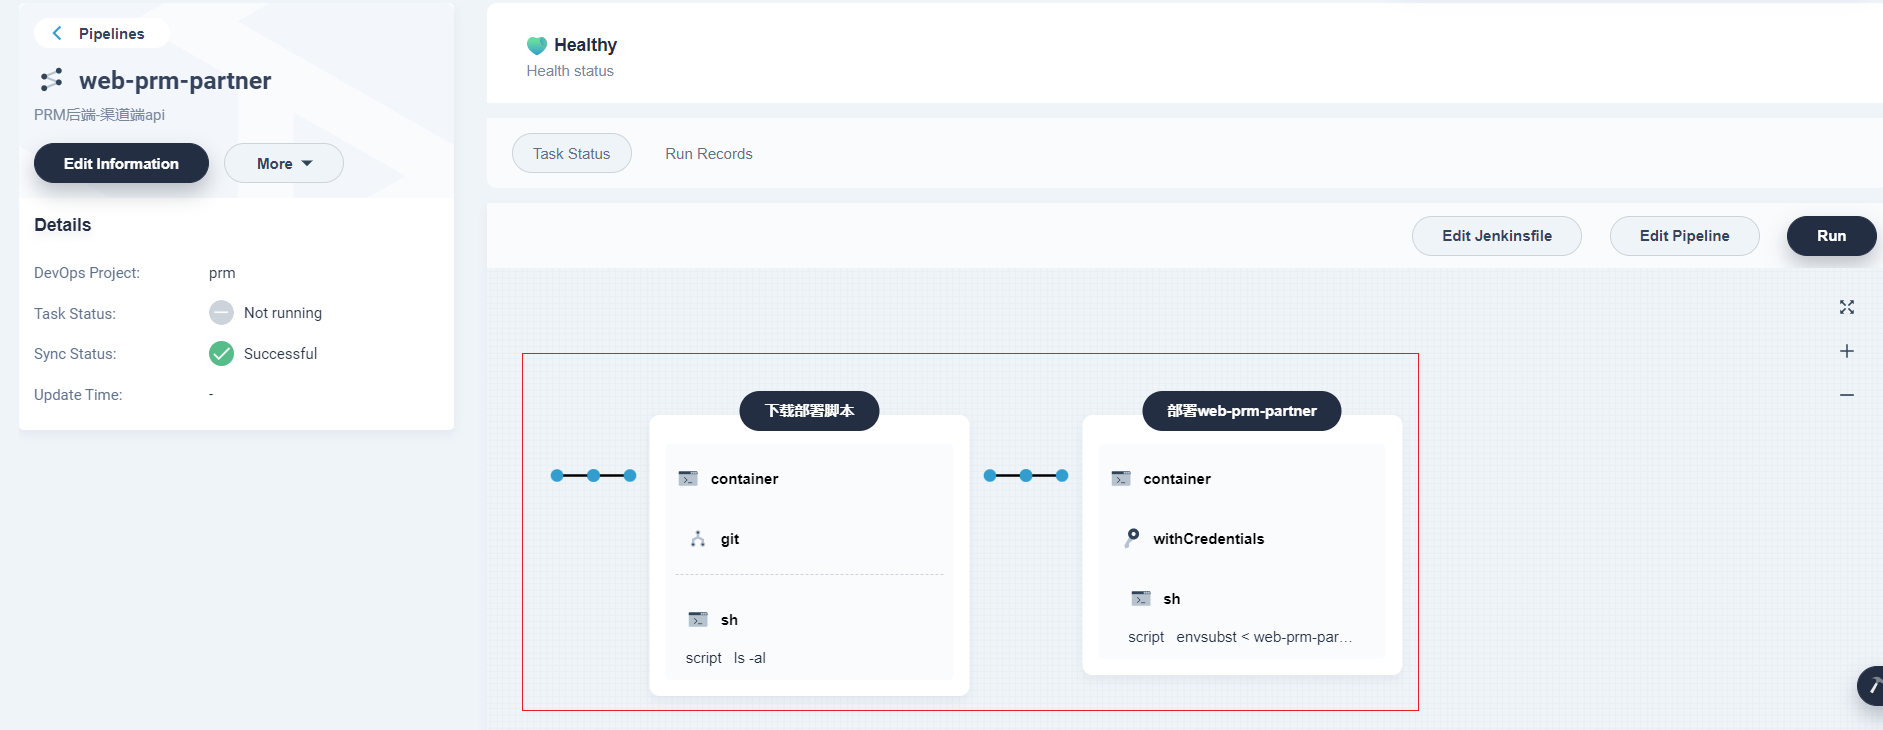 Pipelines
web-prm-partner
PRM后端-渠道端api
Edit Information
More
Details
DevOps Project: prm
Task Status: Not running
Sync Status: Successful
Update Time: -
Healthy
Health status
Task Status
Run Records
Edit Jenkinsfile
Edit Pipeline
Run
下载部署脚本
container
git
sh
script ls -al
部署web-prm-partner
container
withCredentials
sh
script envsubst < web-prm-par...